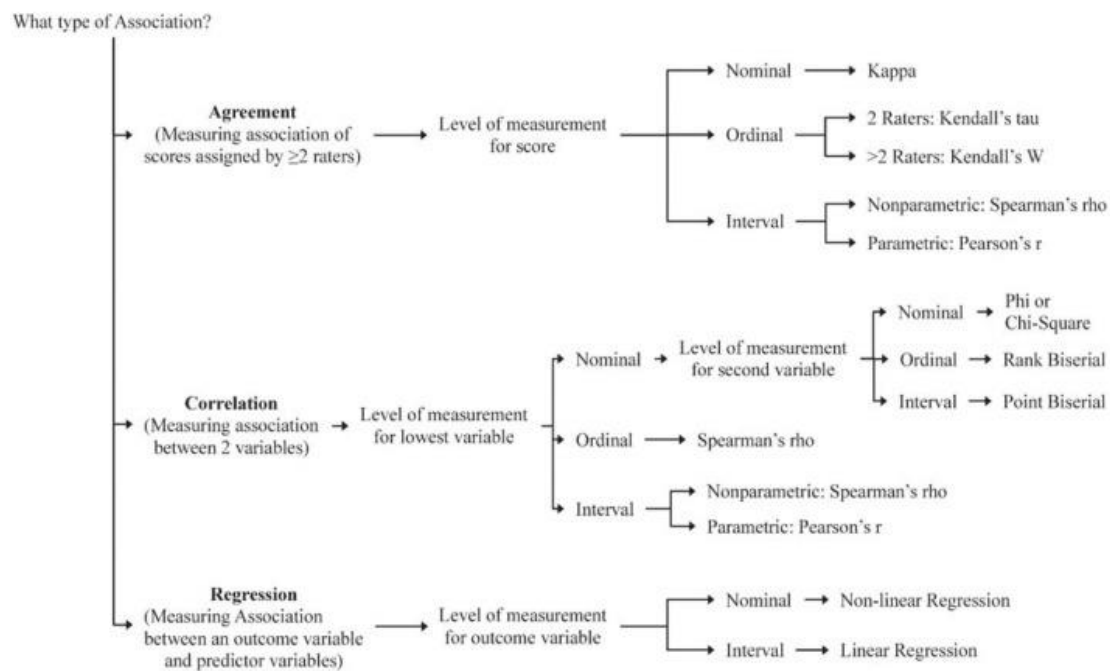 What type of Association?
Agreement
(Measuring association of
scores assigned by ≥2 raters)
Level of measurement
for score
Nominal
Kappa
Ordinal
2 Raters: Kendall's tau
>2 Raters: Kendall's W
Interval
Nonparametric: Spearman's rho
Parametric: Pearson's r
Correlation
(Measuring association
between 2 variables)
Level of measurement
for lowest variable
Nominal
Level of measurement
for second variable
Nominal
Phi or
Chi-Square
Ordinal
Rank Biserial
Interval
Point Biserial
Ordinal
Spearman's rho
Interval
Nonparametric: Spearman's rho
Parametric: Pearson's r
Regression
(Measuring Association
between an outcome variable
and predictor variables)
Level of measurement
for outcome variable
Nominal
Non-linear Regression
Interval
Linear Regression